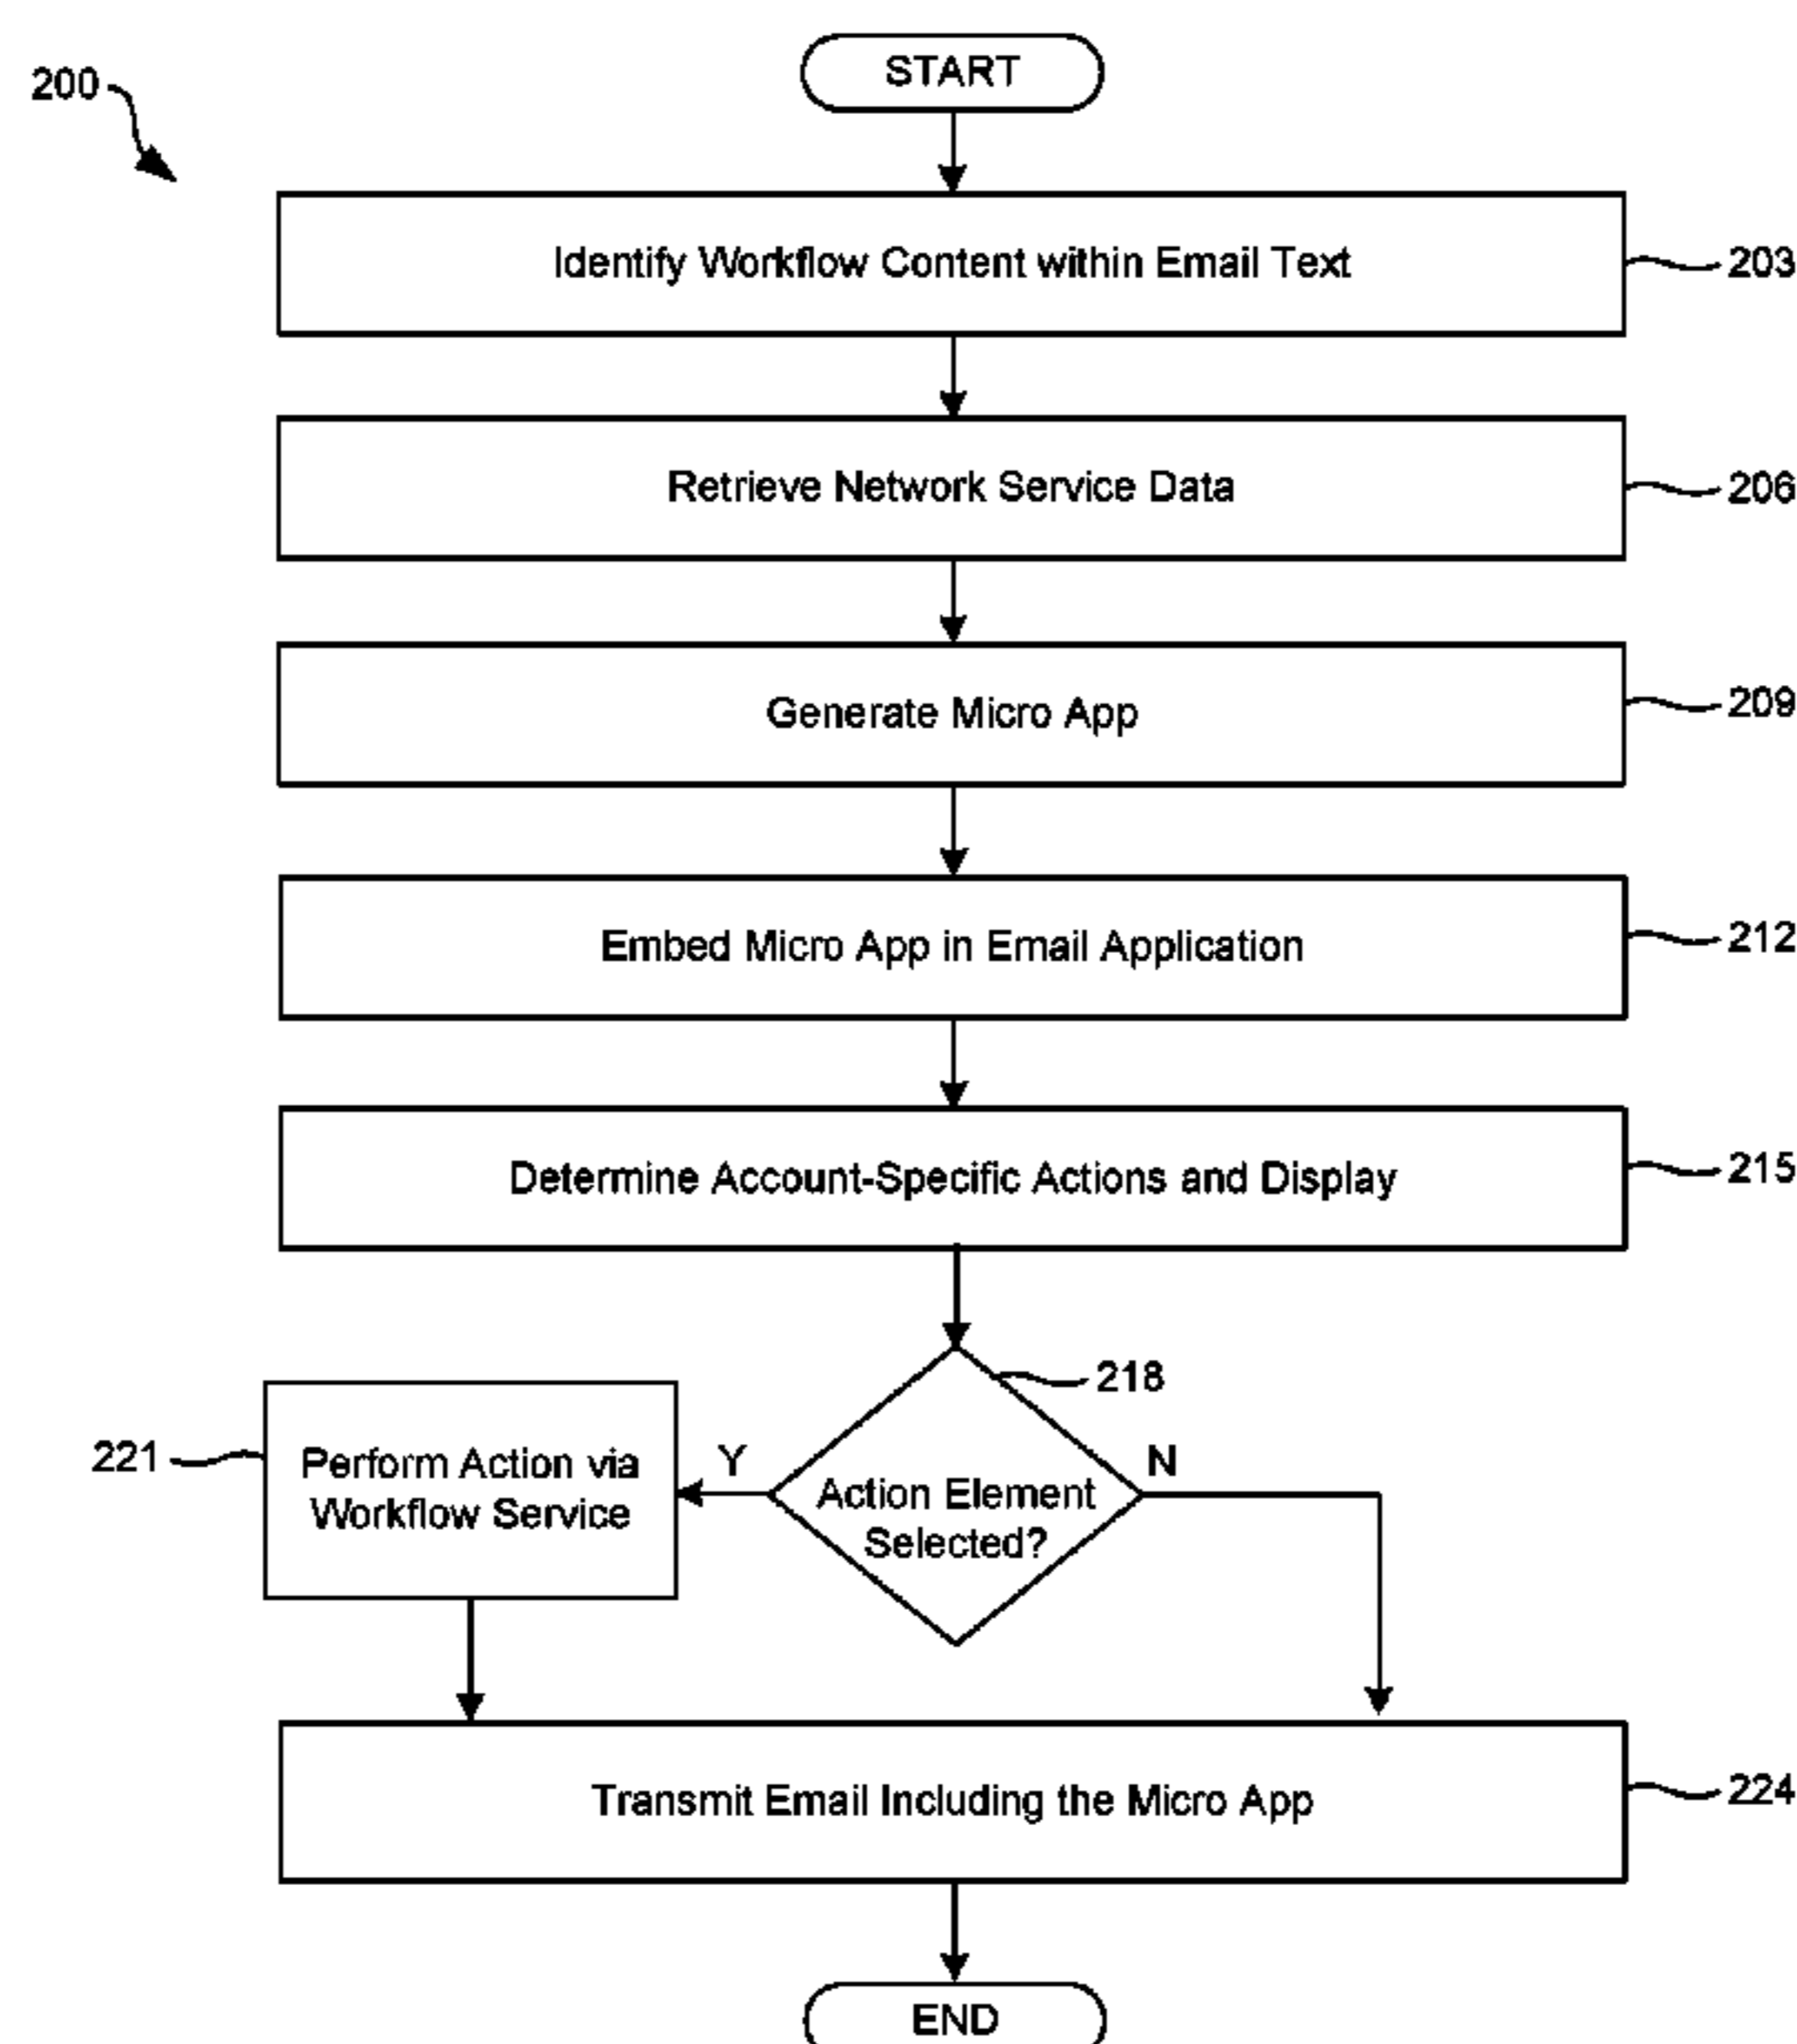 START
200
Identify Workflow Content within Email Text
203
Retrieve Network Service Data
206
Generate Micro App
209
Embed Micro App in Email Application
212
Determine Account-Specific Actions and Display
215
218
221
Perform Action via
Workflow Service
Y
Action Element
Selected?
N
Transmit Email Including the Micro App
224
END